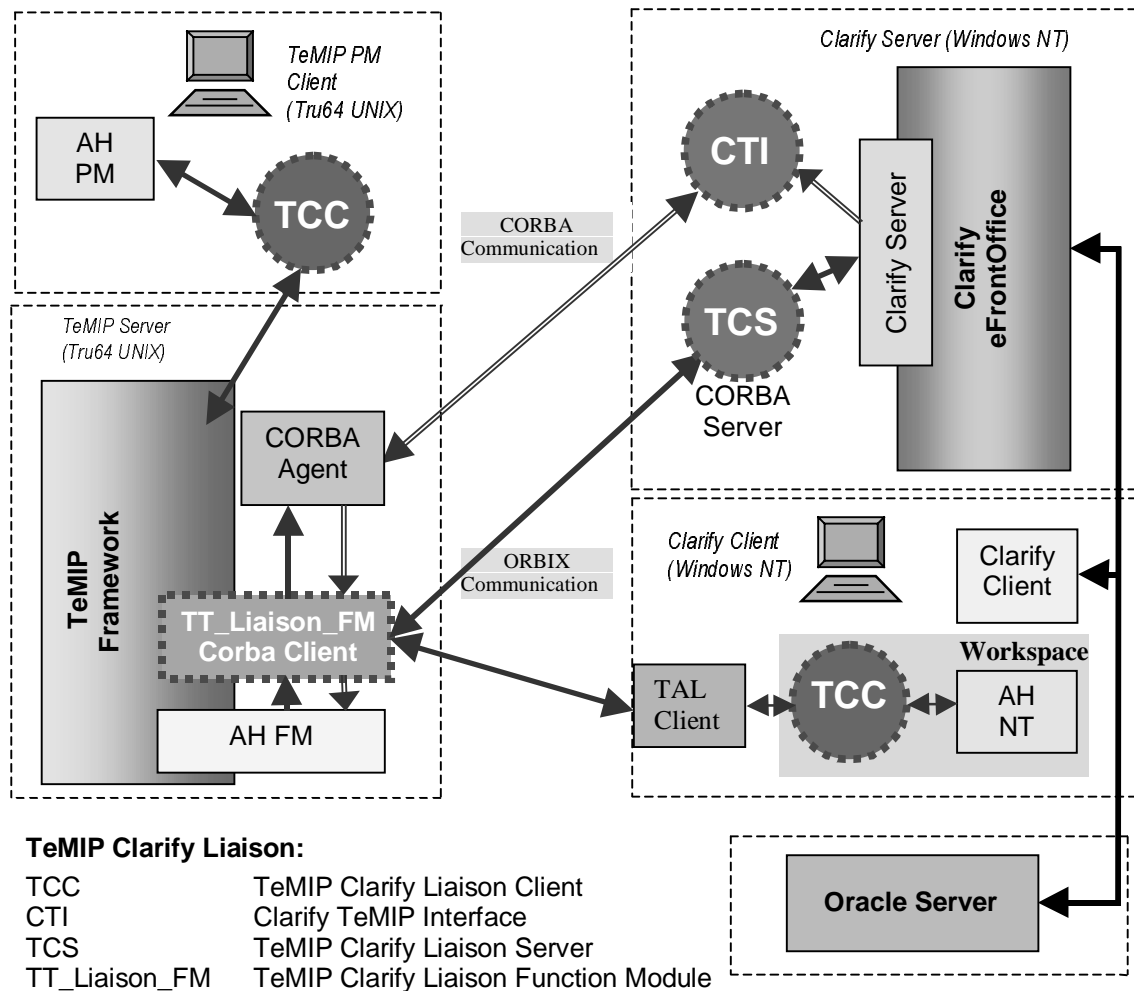 TeMIP PM
Client
(Tru64 UNIX)
AH
PM
TCC
CORBA
Communication
Clarify Server (Windows NT)
CTI
TCS
CORBA
Server
Clarify Server
Clarify
eFrontOffice
TeMIP Server
(Tru64 UNIX)
TeMIP
Framework
CORBA
Agent
TT_Liaison_FM
Corba Client
AH FM
ORBIX
Communication
Clarify Client
(Windows NT)
Clarify
Client
Workspace
TAL
Client
TCC
AH
NT
Oracle Server
TeMIP Clarify Liaison:
TCC TeMIP Clarify Liaison Client
CTI Clarify TeMIP Interface
TCS TeMIP Clarify Liaison Server
TT_Liaison_FM TeMIP Clarify Liaison Function Module